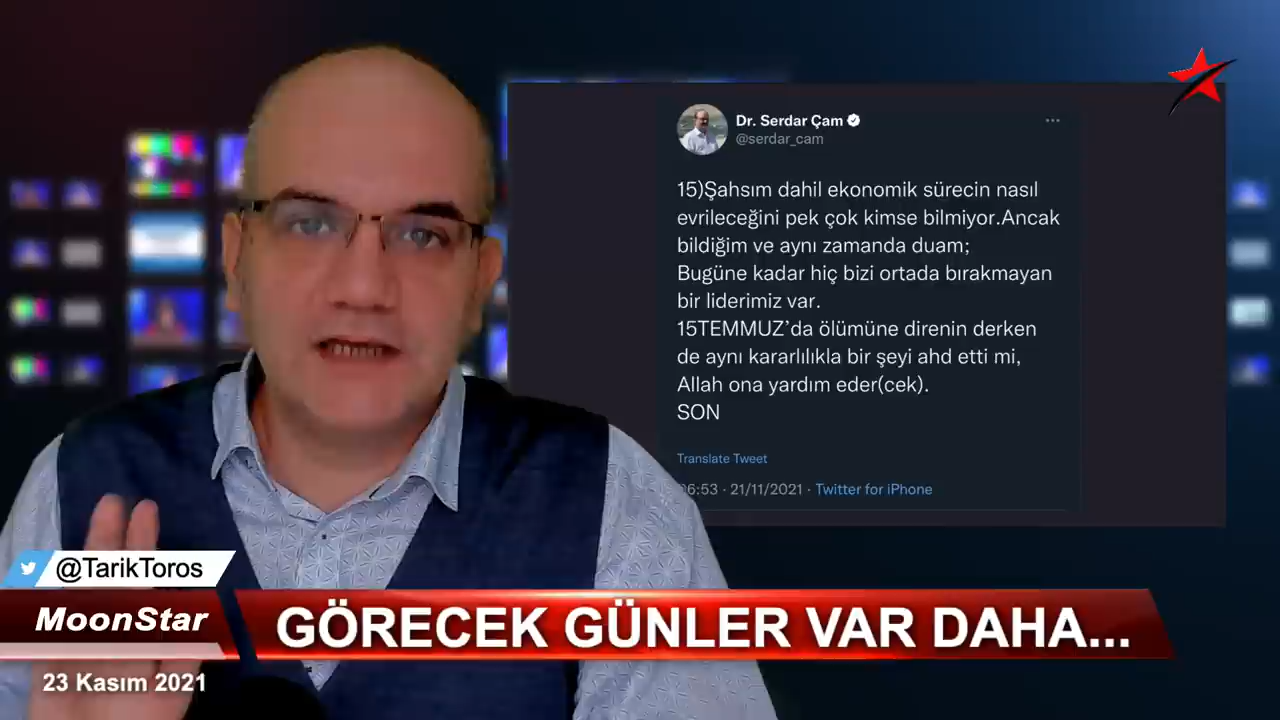 Dr. Serdar Çam
@serdar_cam
15)Şahsım dahil ekonomik sürecin nasıl
evrileceğini pek çok kimse bilmiyor.Ancak
bildiğim ve aynı zamanda duam;
Bugüne kadar hiç bizi ortada bırakmayan
bir liderimiz var.
15TEMMUZ’da ölümüne direnin derken
de aynı kararlılıkla bir şeyi ahd etti mi,
Allah ona yardım eder(cek).
SON
Translate Tweet
6:53 · 21/11/2021 · Twitter for iPhone
@TarikToros
MoonStar
GÖRECEK GÜNLER VAR DAHA...
23 Kasım 2021